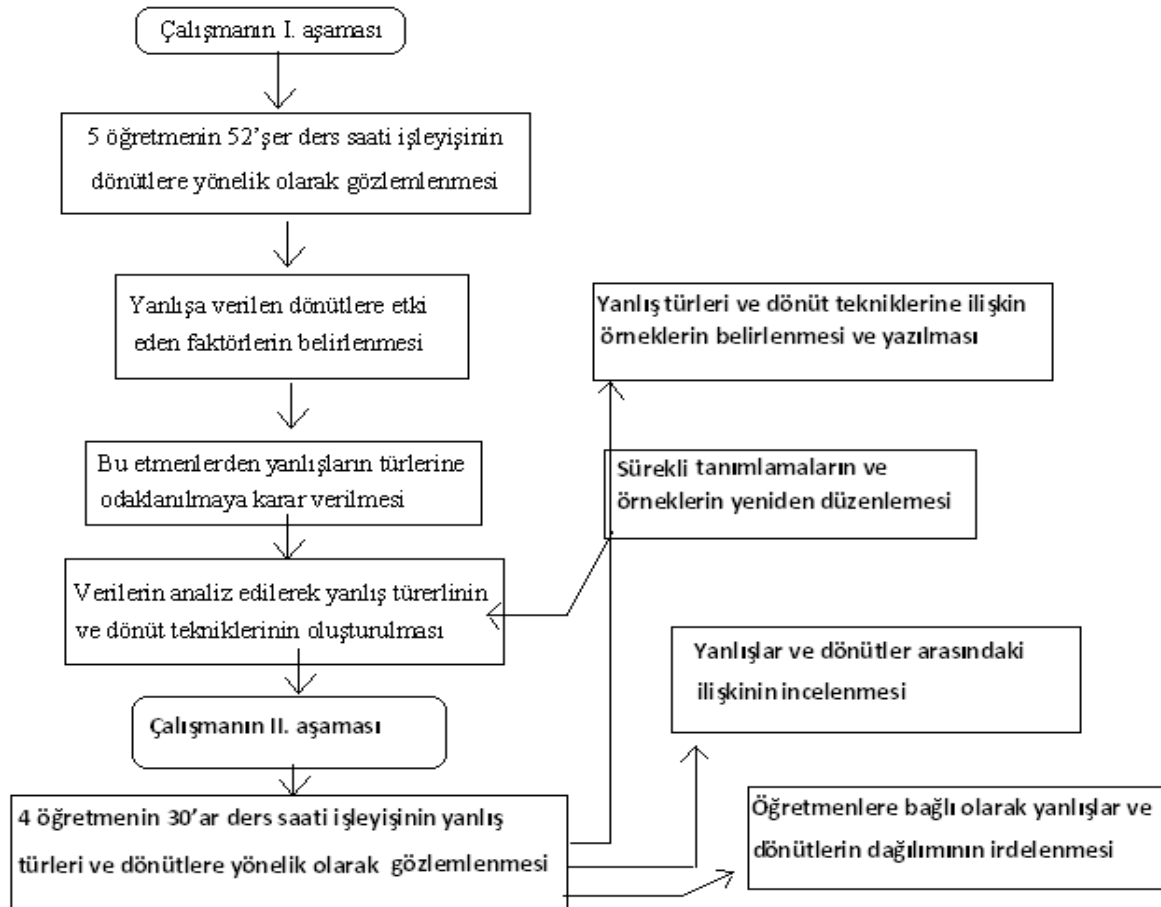 Çalışmanın I. aşaması
5 öğretmenin 52’şer ders saati işleyişinin
dönütlere yönelik olarak gözlemlenmesi
Yanlışa verilen dönütlere etki
eden faktörlerin belirlenmesi
Bu etmenlerden yanlışların türlerine
odaklanılmaya karar verilmesi
Verilerin analiz edilerek yanlış türerlinin
ve dönüt tekniklerinin oluşturulması
Çalışmanın II. aşaması
4 öğretmenin 30’ar ders saati işleyişinin yanlış
türleri ve dönütlere yönelik olarak gözlemlenmesi
Yanlış türleri ve dönüt tekniklerine ilişkin
örneklerin belirlenmesi ve yazılması
Sürekli tanımlamaların ve
örneklerin yeniden düzenlemesi
Yanlışlar ve dönütler arasındaki
ilişkinin incelenmesi
Öğretmenlere bağlı olarak yanlışlar ve
dönütlerin dağılımının irdelenmesi